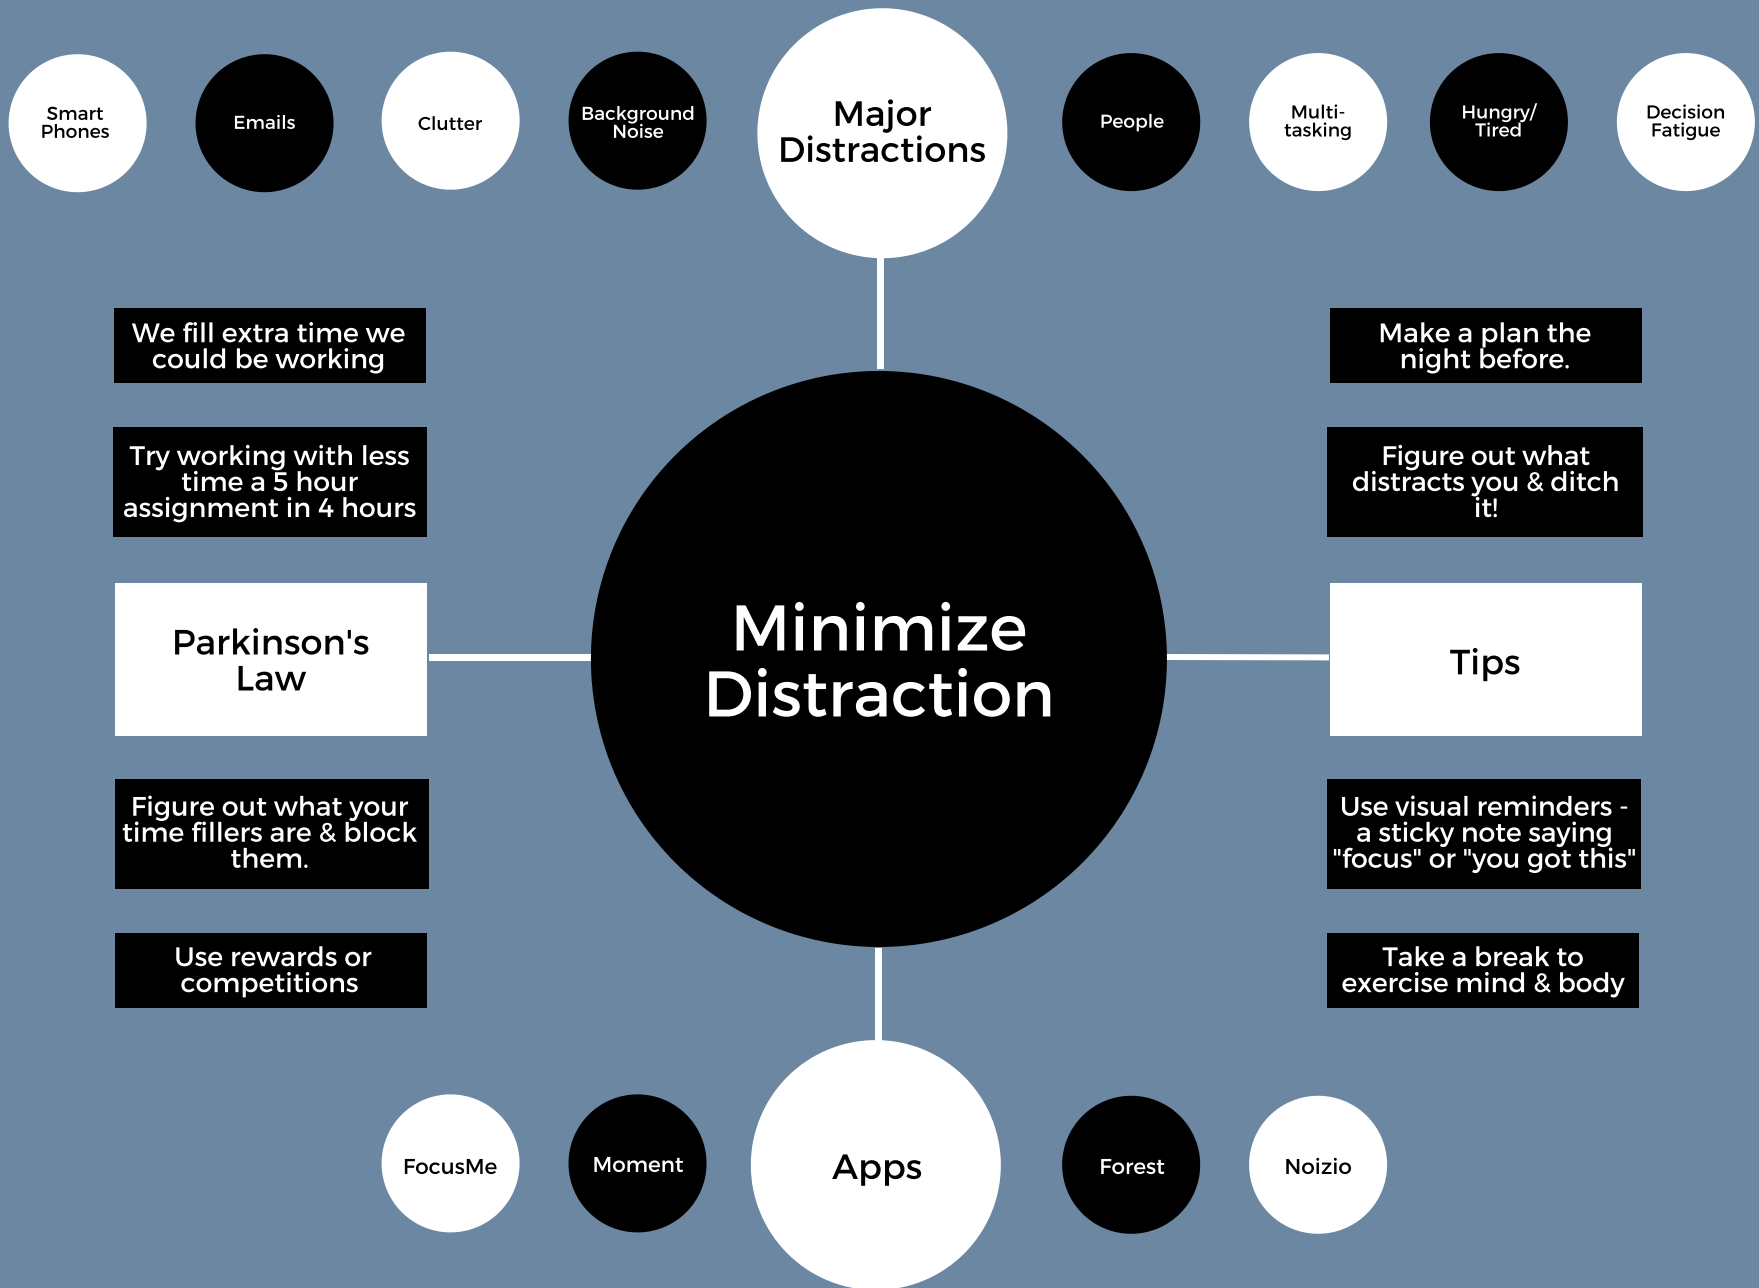 Smart
Phones
Emails
Clutter
Background
Noise
Major
Distractions
People
Multi-
tasking
Hungry/
Tired
Decision
Fatigue
We fill extra time we
could be working
Try working with less
time a 5 hour
assignment in 4 hours
Parkinson's
Law
Figure out what your
time fillers are & block
them.
Use rewards or
competitions
Minimize
Distraction
Make a plan the
night before.
Figure out what
distracts you & ditch
it!
Tips
Use visual reminders -
a sticky note saying
"focus" or "you got this"
Take a break to
exercise mind & body
FocusMe
Moment
Apps
Forest
Noizio